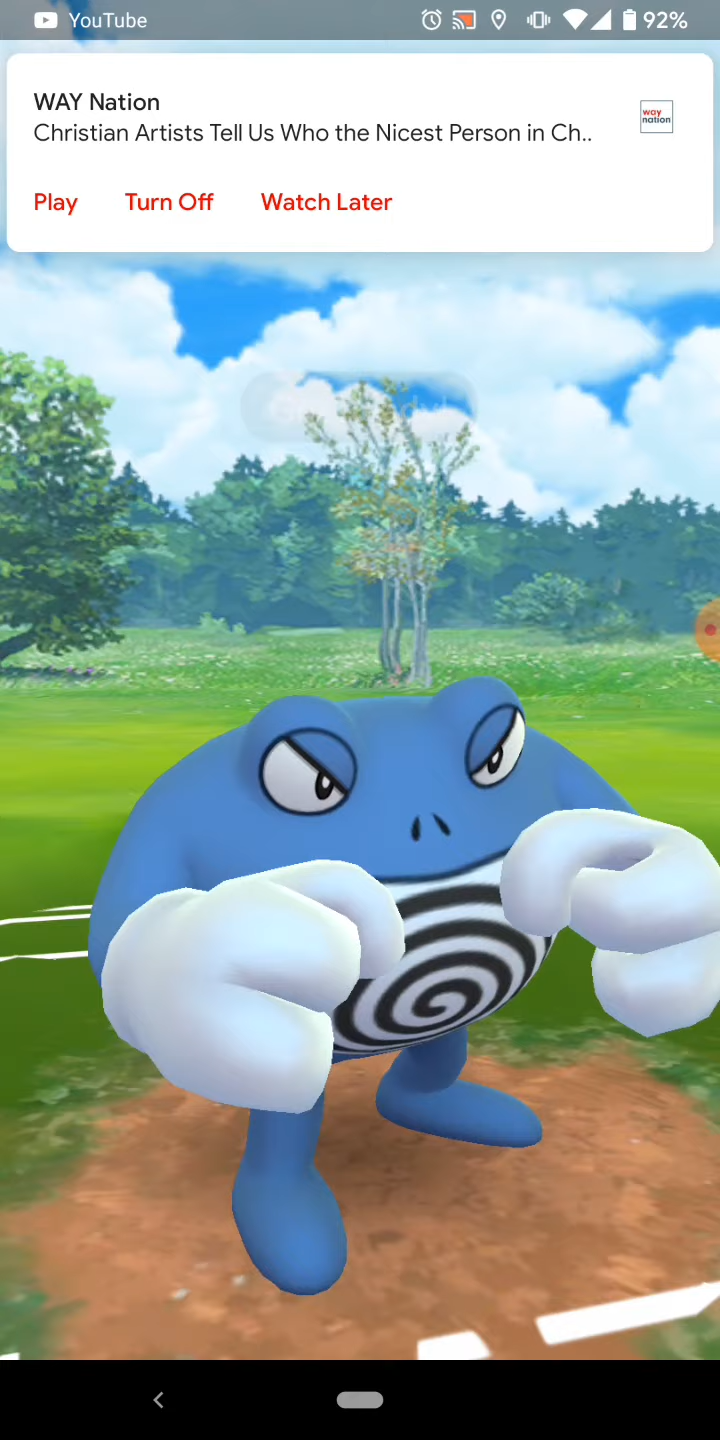 YouTube
92%
WAY Nation
Christian Artists Tell Us Who the Nicest Person in Ch..
way
nation
Play
Turn Off
Watch Later